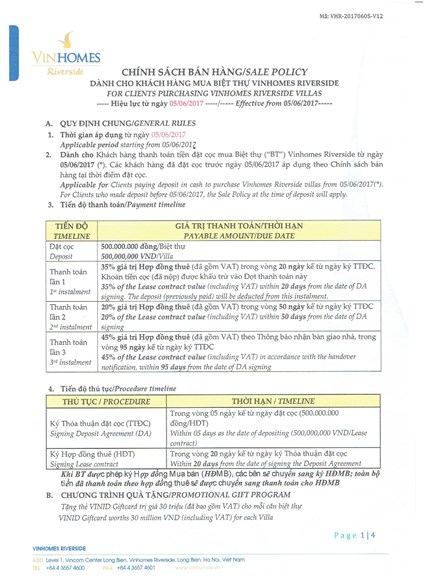 Mã: VHR-20170605-V12
VINHOMES
Riverside
CHÍNH SÁCH BÁN HÀNG/SALE POLICY
DÀNH CHO KHÁCH HÀNG MUA BIỆT THỰ VINHOMES RIVERSIDE
FOR CLIENTS PURCHASING VINHOMES RIVERSIDE VILLAS
----- Hiệu lực từ ngày 05/06/2017 -----/----- Effective from 05/06/2017-----
A. QUY ĐỊNH CHUNG/GENERAL RULES
1. Thời gian áp dụng từ ngày 05/06/2017
Applicable period starting from 05/06/2017
2. Dành cho Khách hàng thanh toán tiền đặt cọc mua Biệt thự ("BT") Vinhomes Riverside từ ngày
05/06/2017 (*). Các khách hàng đã đặt cọc trước ngày 05/06/2017 áp dụng theo Chính sách bán
hàng tại thời điểm đặt cọc.
Applicable for Clients paying deposit in cash to purchase Vinhomes Riverside villas from 05/06/2017(*).
For Clients who made deposit before 05/06/2017, the Sale Policy at the time of deposit will apply.
3. Tiến độ thanh toán/Payment timeline
TIẾN ĐỘ
TIMELINE
GIÁ TRỊ THANH TOÁN/THỜI HẠN
PAYABLE AMOUNT/DUE DATE
Đặt cọc
Deposit
500.000.000 đồng/Biệt thự
500,000,000 VND/Villa
Thanh toán
lần 1
1st instalment
35% giá trị Hợp đồng thuê (đã gồm VAT) trong vòng 20 ngày kể từ ngày ký TTĐC.
Khoản tiền cọc (đã nộp) được khấu trừ vào Đợt thanh toán này
35% of the Lease contract value (including VAT) within 20 days from the date of DA
signing. The deposit (previously paid) will be deducted from this instalment.
Thanh toán
lần 2
2nd instalment
20% giá trị Hợp đồng thuê (đã gồm VAT) trong vòng 50 ngày kể từ ngày ký TTĐC
20% of the Lease contract value (including VAT) within 50 days from the date of DA
signing
Thanh toán
lần 3
3rd instalment
45% giá trị Hợp đồng thuê (đã gồm VAT) theo Thông báo nhận bàn giao nhà, trong
vòng 95 ngày kể từ ngày ký TTĐC
45% of the Lease contract value (including VAT) in accordance with the handover
notification, within 95 days from the date of DA signing
4. Tiến độ thủ tục/Procedure timeline
THỦ TỤC / PROCEDURE
THỜI HẠN / TIMELINE
Ký Thỏa thuận đặt cọc (TTĐC)
Signing Deposit Agreement (DA)
Trong vòng 05 ngày kể từ ngày đặt cọc (500.000.000
đồng/HĐT)
Within 05 days as the date of depositing (500,000,000 VND/Lease
contract)
Ký Hợp đồng thuê (HĐT)
Signing Lease contract
Trong vòng 20 ngày kể từ ngày ký Thỏa thuận đặt cọc
Within 20 days from the date of signing the Deposit Agreement
Khi BT được phép ký Hợp đồng Mua bán (HĐMB), các bên sẽ chuyển sang ký HĐMB; toàn bộ
tiền đã thanh toán theo hợp đồng thuê sẽ được chuyển sang thanh toán cho HĐMB
B. CHƯƠNG TRÌNH QUÀ TẶNG/PROMOTIONAL GIFT PROGRAM
Tặng thẻ VINID Giftcard trị giá 30 triệu (đã bao gồm VAT) cho mỗi căn biệt thự
VINID Giftcard worths 30 million VND (including VAT) for each Villa
Page 1|4
VINHOMES RIVERSIDE
ADD Level 1, Vincom Center Long Bien, Vinhomes Riverside, Long Bien, Ha Noi, Viet Nam
TEL +84 4 3657 4600 FAX +84 4 3657 4601